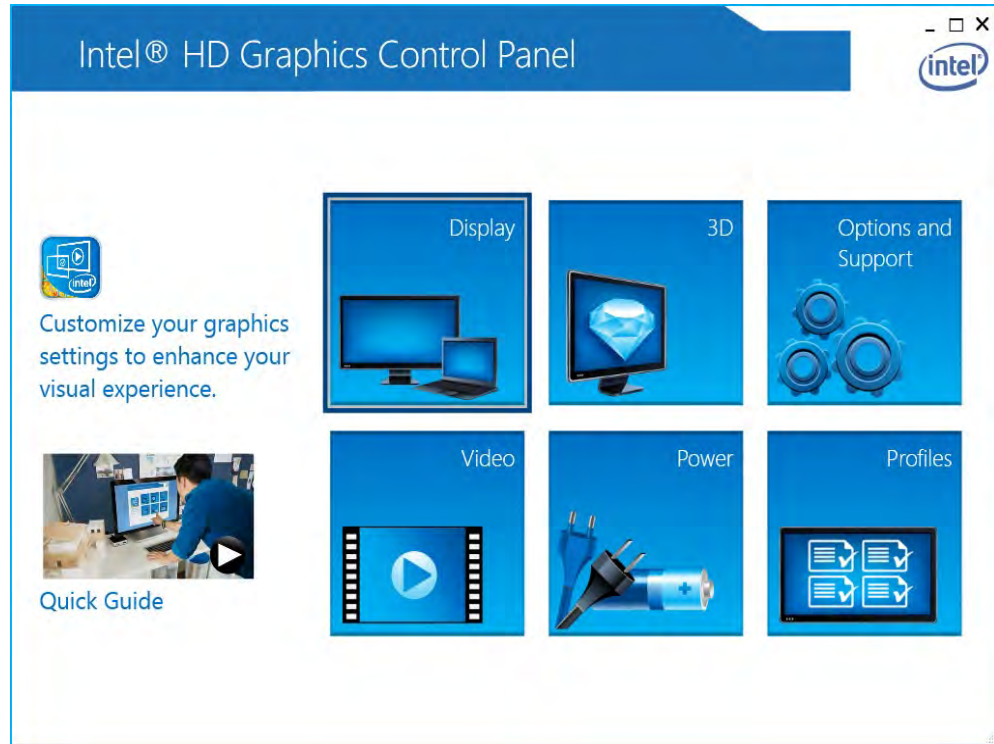 Intel® HD Graphics Control Panel
intel
Display
3D
Options and
Support
intel
Customize your graphics
settings to enhance your
visual experience.
Video
Power
Profiles
Quick Guide